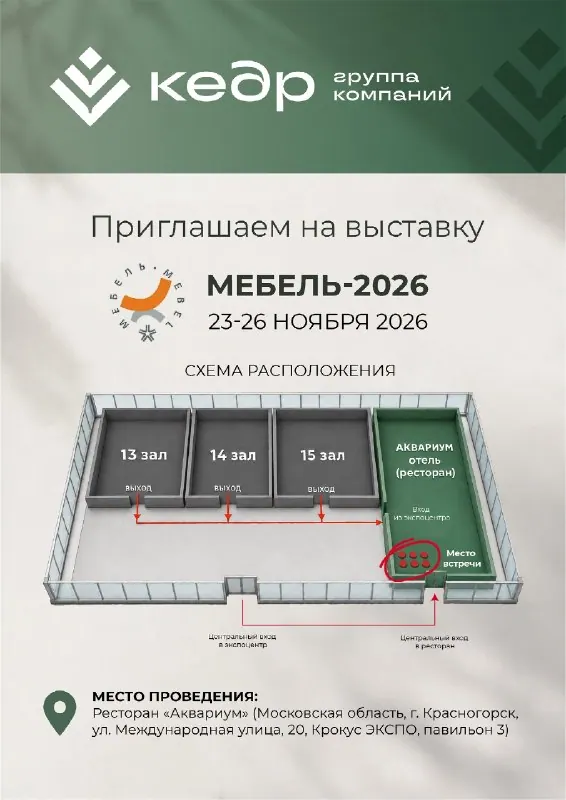 кедр группа
компаний
Приглашаем на выставку
МЕБЕЛЬ • MEBEL
МЕБЕЛЬ-2026
23-26 НОЯБРЯ 2026
СХЕМА РАСПОЛОЖЕНИЯ
13 зал
14 зал
15 зал
АКВАРИУМ
отель
(ресторан)
ВЫХОД
ВЫХОД
ВЫХОД
Вход
из экспоцентра
Место
встречи
Центральный вход
в экспоцентр
Центральный вход
в ресторан
МЕСТО ПРОВЕДЕНИЯ:
Ресторан «Аквариум» (Московская область, г. Красногорск,
ул. Международная улица, 20, Крокус ЭКСПО, павильон 3)